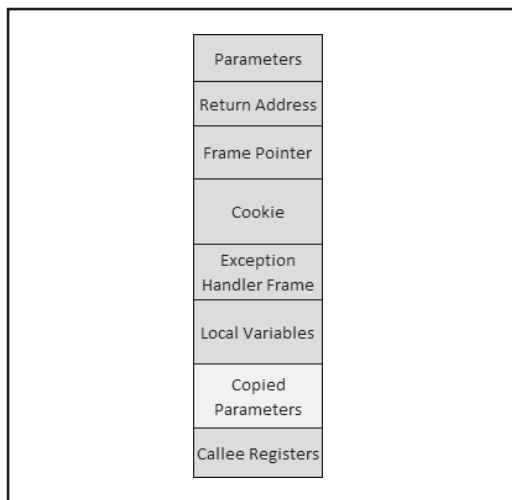 Parameters
Return Address
Frame Pointer
Cookie
Exception
Handler Frame
Local Variables
Copied
Parameters
Callee Registers